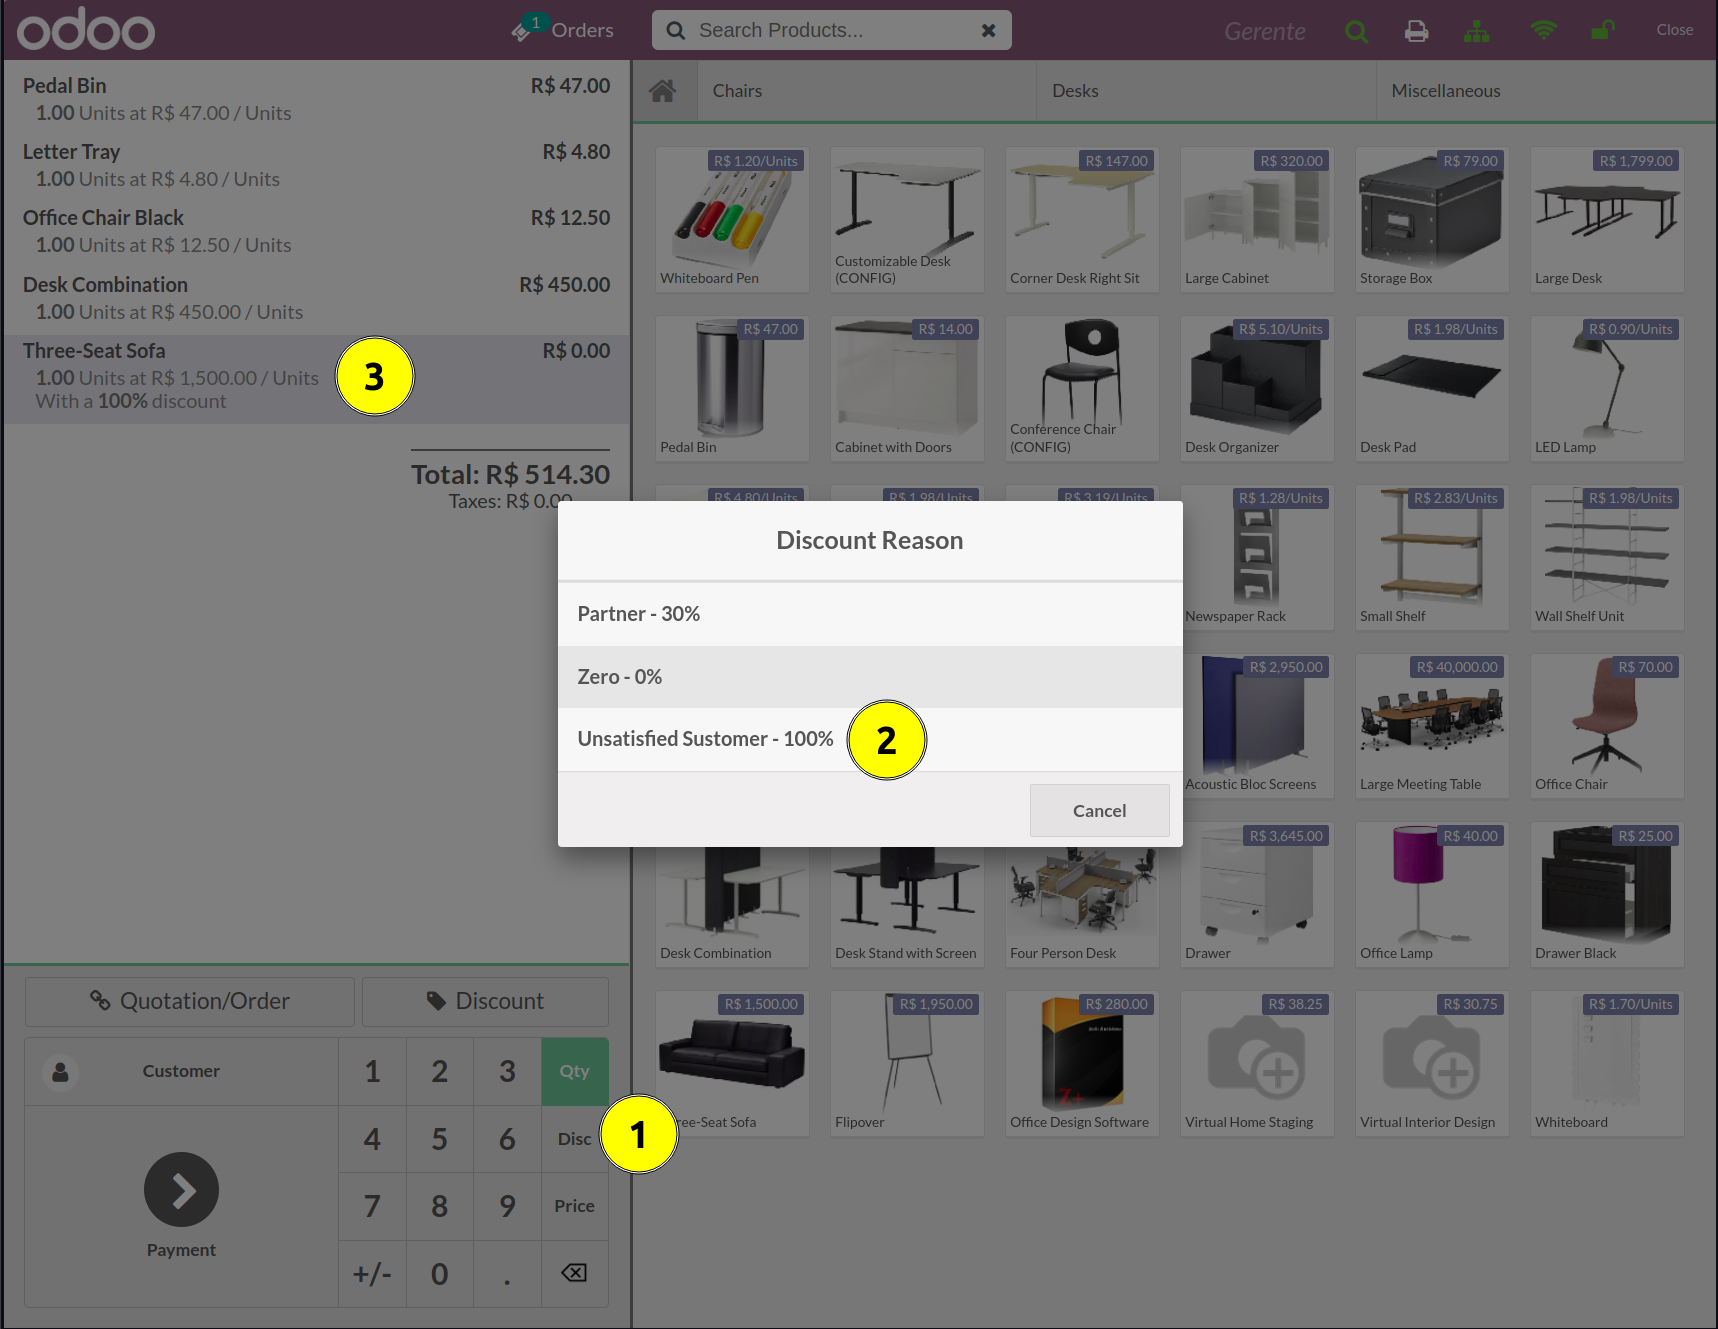 odoo
1
Orders
Search Products...
Gerente
Close
Pedal Bin R$ 47.00
1.00 Units at R$ 47.00 / Units
Letter Tray R$ 4.80
1.00 Units at R$ 4.80 / Units
Office Chair Black R$ 12.50
1.00 Units at R$ 12.50 / Units
Desk Combination R$ 450.00
1.00 Units at R$ 450.00 / Units
Three-Seat Sofa R$ 0.00
1.00 Units at R$ 1,500.00 / Units
With a 100% discount
3
Total: R$ 514.30
Taxes: R$ 0.00
Quotation/Order
Discount
Customer
1 2 3 Qty
4 5 6 Disc
7 8 9 Price
+/- 0 .
Payment
1
Chairs Desks Miscellaneous
R$ 1.20/Units R$ 147.00 R$ 320.00 R$ 79.00 R$ 1,799.00
Whiteboard Pen
Customizable Desk
(CONFIG)
Corner Desk Right Sit
Large Cabinet
Storage Box
Large Desk
R$ 47.00 R$ 14.00 R$ 5.10/Units R$ 1.98/Units R$ 0.90/Units
Pedal Bin
Cabinet with Doors
Conference Chair
(CONFIG)
Desk Organizer
Desk Pad
LED Lamp
R$ 4.80/Units R$ 1.98/Units R$ 3.19/Units R$ 1.28/Units R$ 2.83/Units R$ 1.98/Units
Newspaper Rack
Small Shelf
Wall Shelf Unit
Discount Reason
Partner - 30%
Zero - 0%
Unsatisfied Sustomer - 100%
2
Cancel
R$ 2,950.00 R$ 40,000.00 R$ 70.00
Acoustic Bloc Screens
Large Meeting Table
Office Chair
R$ 3,645.00 R$ 40.00 R$ 25.00
Desk Combination
Desk Stand with Screen
Four Person Desk
Drawer
Office Lamp
Drawer Black
R$ 1,500.00 R$ 1,950.00 R$ 280.00 R$ 38.25 R$ 30.75 R$ 1.70/Units
Z+
ree-Seat Sofa
Flipover
Office Design Software
Virtual Home Staging
Virtual Interior Design
Whiteboard